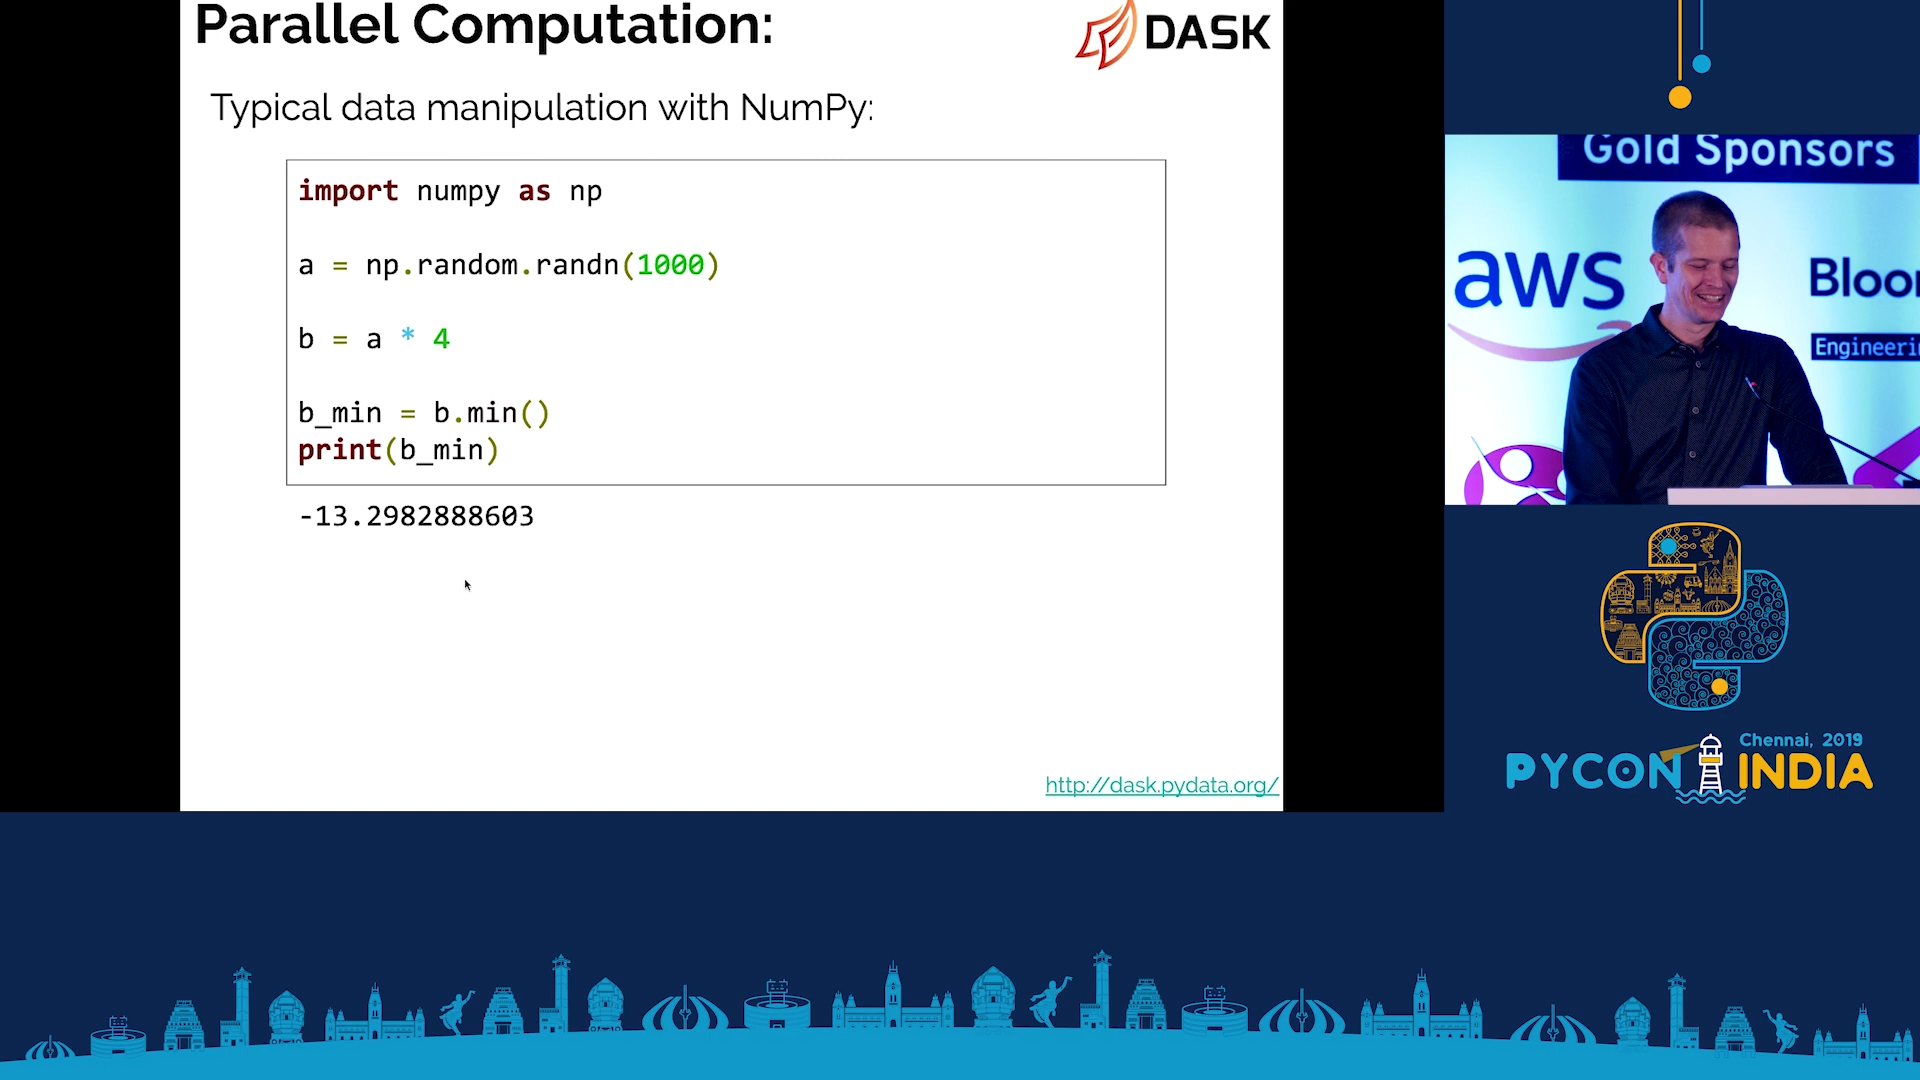 Parallel Computation:
DASK
Typical data manipulation with NumPy:
import numpy as np
a = np.random.randn(1000)
b = a * 4
b_min = b.min()
print(b_min)
-13.2982888603
http://dask.pydata.org/
Gold Sponsors
aws
Bloo
Engineeri
Chennai, 2019
PYCON INDIA